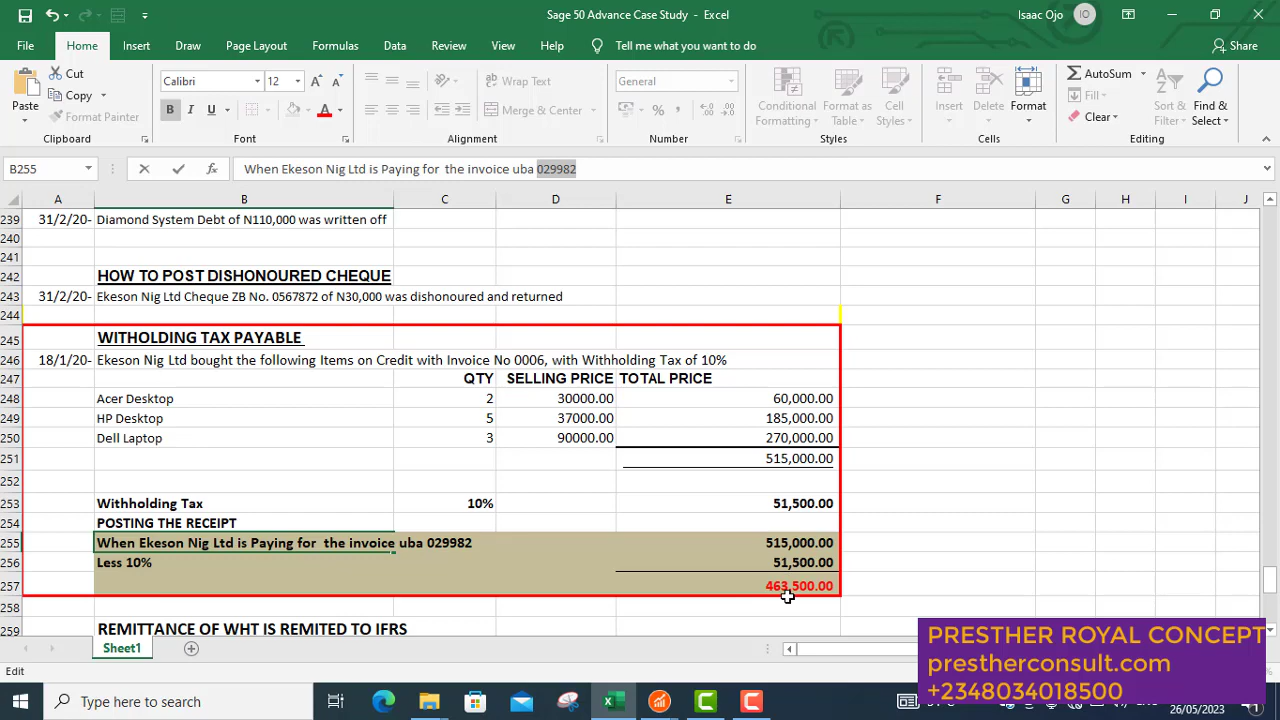 Sage 50 Advance Case Study - Excel
Isaac Ojo
IO
File
Home
Insert
Draw
Page Layout
Formulas
Data
Review
View
Help
Tell me what you want to do
Share
Paste
Cut
Copy
Format Painter
Clipboard
Calibri
12
B I U
Font
Wrap Text
Merge & Center
Alignment
General
Number
Conditional Formatting
Format as Table
Cell Styles
Styles
Insert
Delete
Format
Cells
AutoSum
Fill
Clear
Sort & Filter
Find & Select
Editing
B255
When Ekeson Nig Ltd is Paying for the invoice uba 029982
A B C D E F G H I J
239 31/2/20- Diamond System Debt of N110,000 was written off
240
241
242 HOW TO POST DISHONOURED CHEQUE
243 31/2/20- Ekeson Nig Ltd Cheque ZB No. 0567872 of N30,000 was dishonoured and returned
244
245 WITHOLDING TAX PAYABLE
246 18/1/20- Ekeson Nig Ltd bought the following Items on Credit with Invoice No 0006, with Withholding Tax of 10%
247 QTY SELLING PRICE TOTAL PRICE
248 Acer Desktop 2 30000.00 60,000.00
249 HP Desktop 5 37000.00 185,000.00
250 Dell Laptop 3 90000.00 270,000.00
251 515,000.00
252
253 Withholding Tax 10% 51,500.00
254 POSTING THE RECEIPT
255 When Ekeson Nig Ltd is Paying for the invoice uba 029982 515,000.00
256 Less 10% 51,500.00
257 463,500.00
258
259 REMITTANCE OF WHT IS REMITED TO IFRS
Sheet1
Edit
PRESTHER ROYAL CONCEPT
prestherconsult.com
+2348034018500
Type here to search
26/05/2023